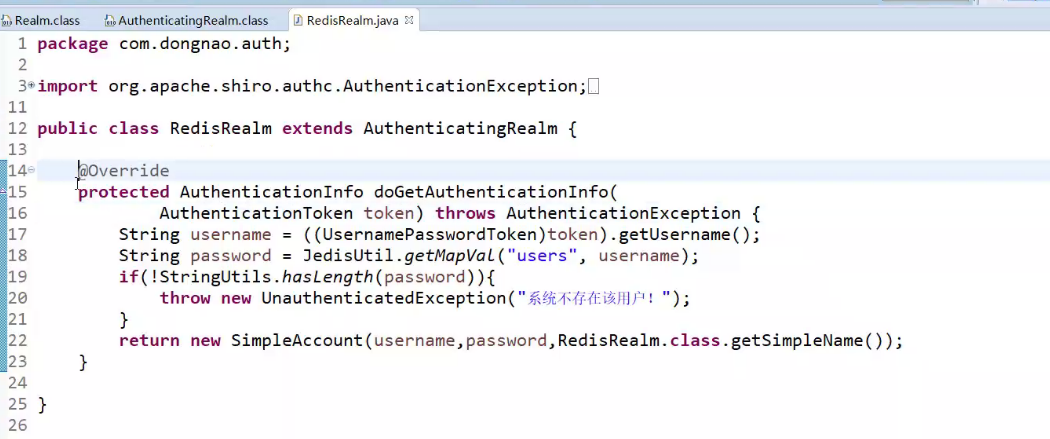 Realm.class AuthenticatingRealm.class RedisRealm.java
1 package com.dongnao.auth;
2
3 import org.apache.shiro.authc.AuthenticationException;
11
12 public class RedisRealm extends AuthenticatingRealm {
13
14 @Override
15 protected AuthenticationInfo doGetAuthenticationInfo(
16 AuthenticationToken token) throws AuthenticationException {
17 String username = ((UsernamePasswordToken)token).getUsername();
18 String password = JedisUtil.getMapVal("users", username);
19 if(!StringUtils.hasLength(password)){
20 throw new UnauthenticatedException("系统不存在该用户！");
21 }
22 return new SimpleAccount(username,password,RedisRealm.class.getSimpleName());
23 }
24
25 }
26